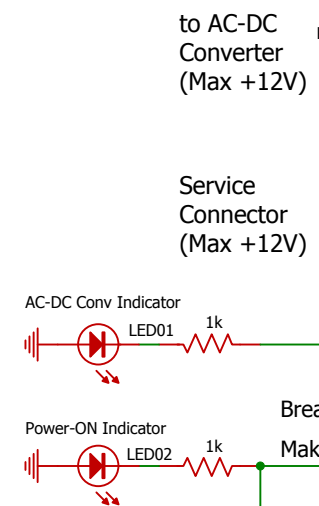 to AC-DC
Converter
(Max +12V)
Service
Connector
(Max +12V)
AC-DC Conv Indicator
LED01
1k
Power-ON Indicator
LED02
1k